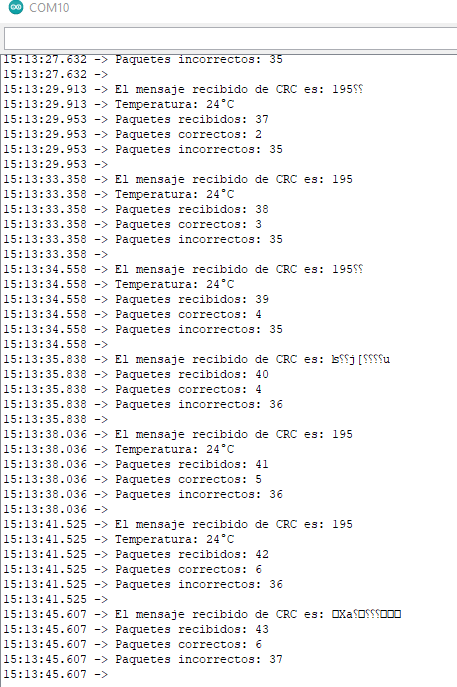 COM10
15:13:27.632 -> Paquetes incorrectos: 35
15:13:27.632 ->
15:13:29.913 -> El mensaje recibido de CRC es: 195⸮⸮
15:13:29.913 -> Temperatura: 24°C
15:13:29.953 -> Paquetes recibidos: 37
15:13:29.953 -> Paquetes correctos: 2
15:13:29.953 -> Paquetes incorrectos: 35
15:13:29.953 ->
15:13:33.358 -> El mensaje recibido de CRC es: 195
15:13:33.358 -> Temperatura: 24°C
15:13:33.358 -> Paquetes recibidos: 38
15:13:33.358 -> Paquetes correctos: 3
15:13:33.358 -> Paquetes incorrectos: 35
15:13:33.358 ->
15:13:34.558 -> El mensaje recibido de CRC es: 195⸮⸮
15:13:34.558 -> Temperatura: 24°C
15:13:34.558 -> Paquetes recibidos: 39
15:13:34.558 -> Paquetes correctos: 4
15:13:34.558 -> Paquetes incorrectos: 35
15:13:34.558 ->
15:13:35.838 -> El mensaje recibido de CRC es:
15:13:35.838 -> Paquetes recibidos: 40
15:13:35.838 -> Paquetes correctos: 4
15:13:35.838 -> Paquetes incorrectos: 36
15:13:35.838 ->
15:13:38.036 -> El mensaje recibido de CRC es: 195
15:13:38.036 -> Temperatura: 24°C
15:13:38.036 -> Paquetes recibidos: 41
15:13:38.036 -> Paquetes correctos: 5
15:13:38.036 -> Paquetes incorrectos: 36
15:13:38.036 ->
15:13:41.525 -> El mensaje recibido de CRC es: 195
15:13:41.525 -> Temperatura: 24°C
15:13:41.525 -> Paquetes recibidos: 42
15:13:41.525 -> Paquetes correctos: 6
15:13:41.525 -> Paquetes incorrectos: 36
15:13:41.525 ->
15:13:45.607 -> El mensaje recibido de CRC es: □Xa⸮□⸮⸮⸮□□□
15:13:45.607 -> Paquetes recibidos: 43
15:13:45.607 -> Paquetes correctos: 6
15:13:45.607 -> Paquetes incorrectos: 37
15:13:45.607 ->